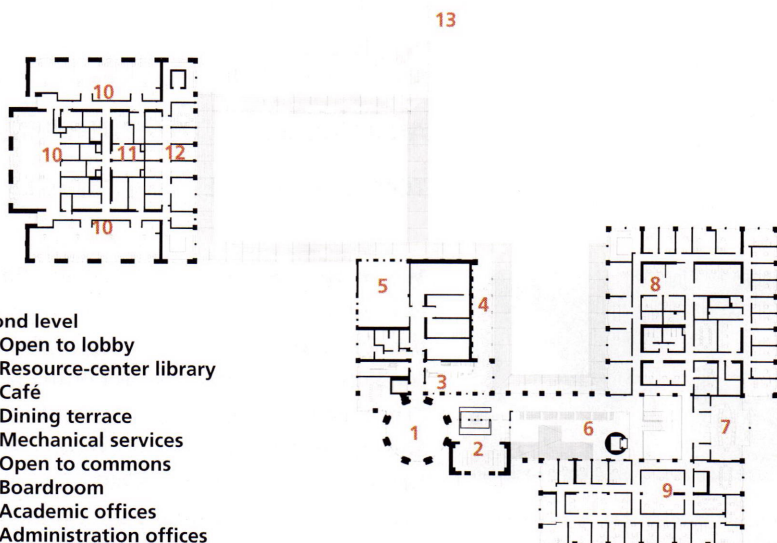 13
10
10
11
12
10
5
4
8
3
1
2
6
7
9
ond level
Open to lobby
Resource-center library
Café
Dining terrace
Mechanical services
Open to commons
Boardroom
Academic offices
Administration offices